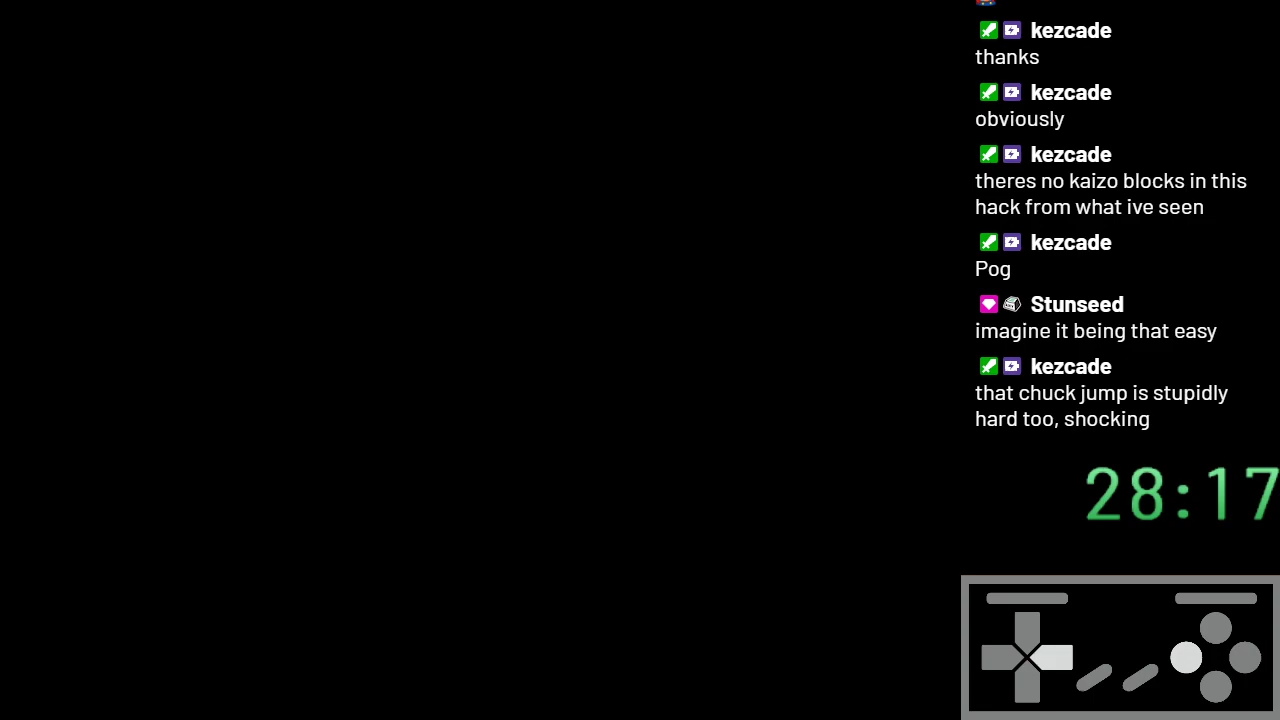 kezcade
thanks
kezcade
obviously
kezcade
theres no kaizo blocks in this
hack from what ive seen
kezcade
Pog
Stunseed
imagine it being that easy
kezcade
that chuck jump is stupidly
hard too, shocking
28:17